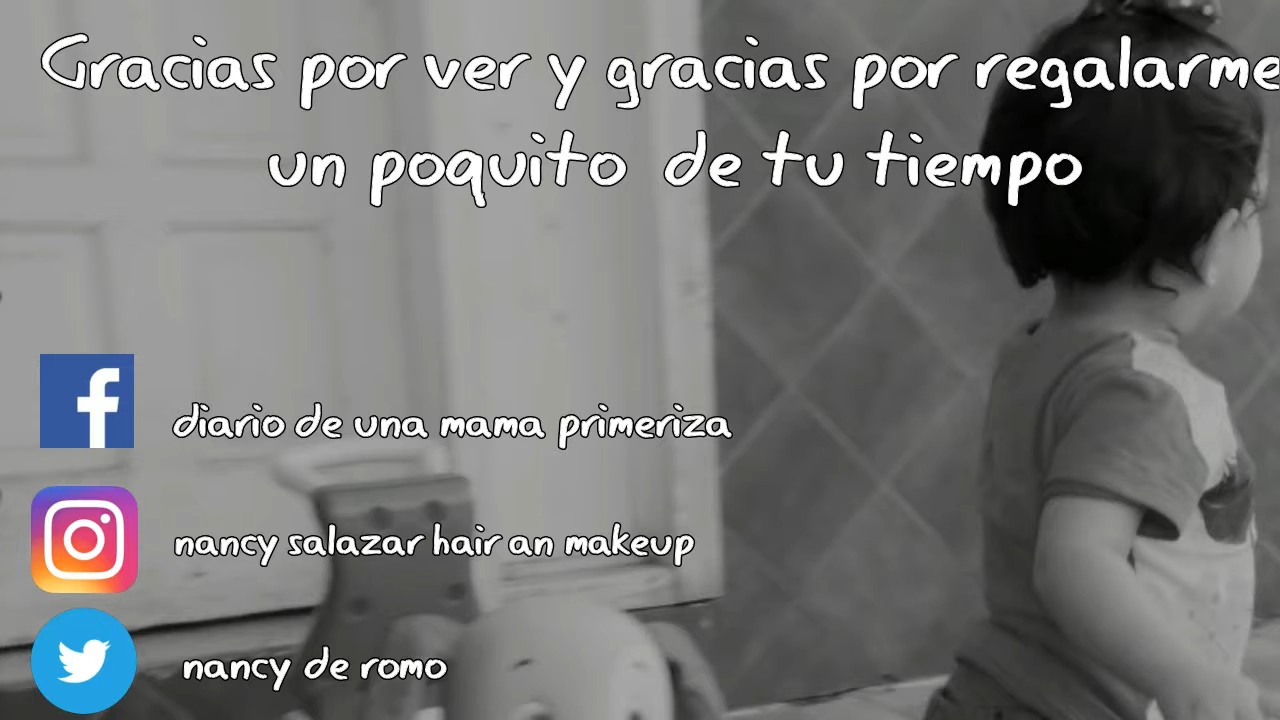 Gracias por ver y gracias por regalarme
un poquito de tu tiempo
diario de una mama primeriza
nancy salazar hair an makeup
nancy de romo